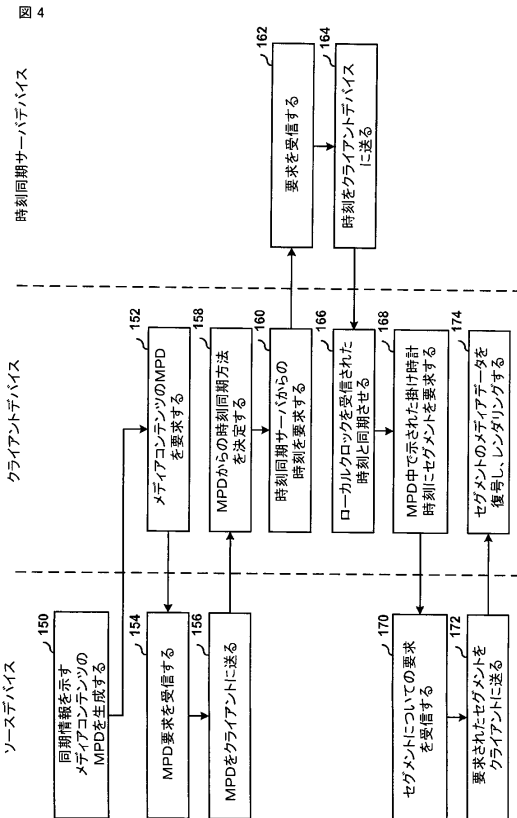 図 4
ソースデバイス
クライアントデバイス
時刻同期サーバデバイス
150
同期情報を示す
メディアコンテンツの
MPDを生成する
152
メディアコンテンツのMPD
を要求する
154
MPD要求を受信する
156
MPDをクライアントに送る
158
MPDからの時刻同期方法
を決定する
160
時刻同期サーバからの
時刻を要求する
162
要求を受信する
164
時刻をクライアントデバイス
に送る
166
ローカルクロックを受信された
時刻と同期させる
168
MPD中で示された掛け時計
時刻にセグメントを要求する
170
セグメントについての要求
を受信する
172
要求されたセグメントを
クライアントに送る
174
セグメントのメディアデータを
復号し、レンダリングする